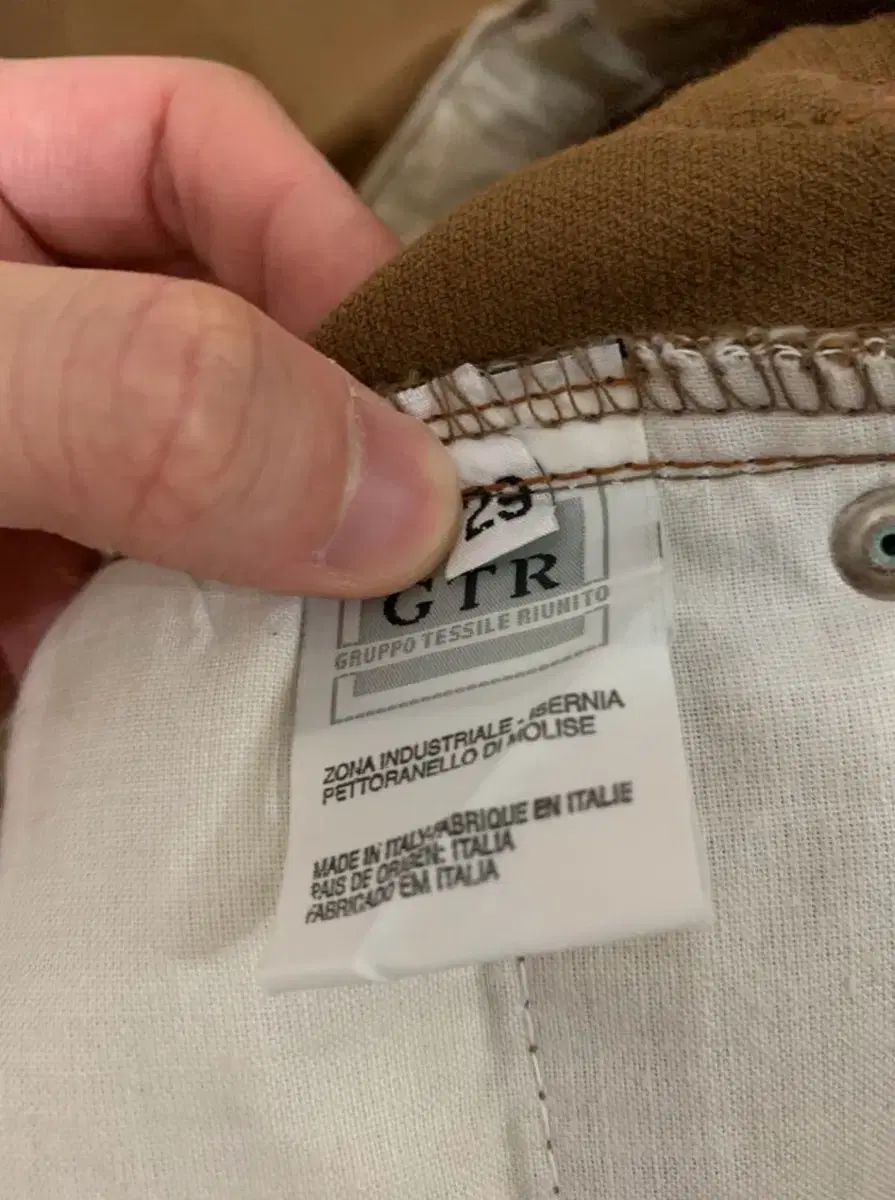 29
GTR
GRUPPO TESSILE RIUNITO
ZONA INDUSTRIALE - ISERNIA
PETTORANELLO DI MOLISE
MADE IN ITALY-FABRIQUE EN ITALIE
PAIS DE ORIGEN: ITALIA
FABRICADO EM ITALIA